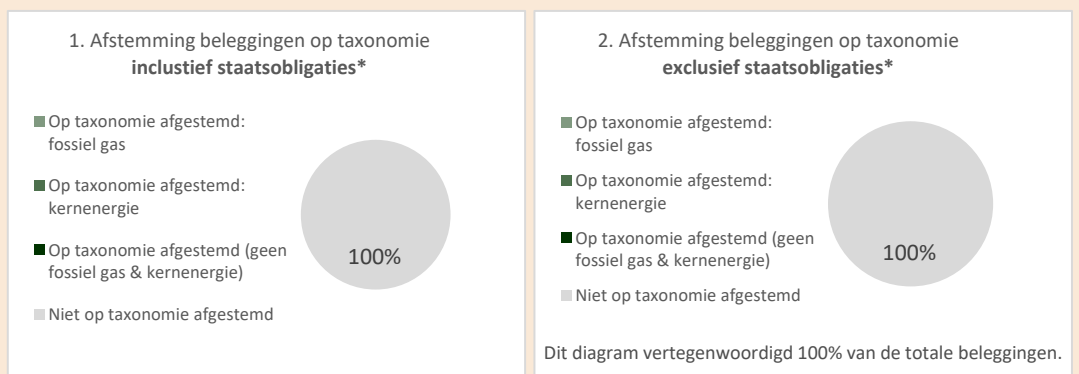 1. Afstemming beleggingen op taxonomie
inclustief staatsobligaties*
Op taxonomie afgestemd:
fossiel gas
Op taxonomie afgestemd:
kernenergie
Op taxonomie afgestemd (geen
fossiel gas & kernenergie)
Niet op taxonomie afgestemd
100%
2. Afstemming beleggingen op taxonomie
exclusief staatsobligaties*
Op taxonomie afgestemd:
fossiel gas
Op taxonomie afgestemd:
kernenergie
Op taxonomie afgestemd (geen
fossiel gas & kernenergie)
Niet op taxonomie afgestemd
100%
Dit diagram vertegenwoordigd 100% van de totale beleggingen.